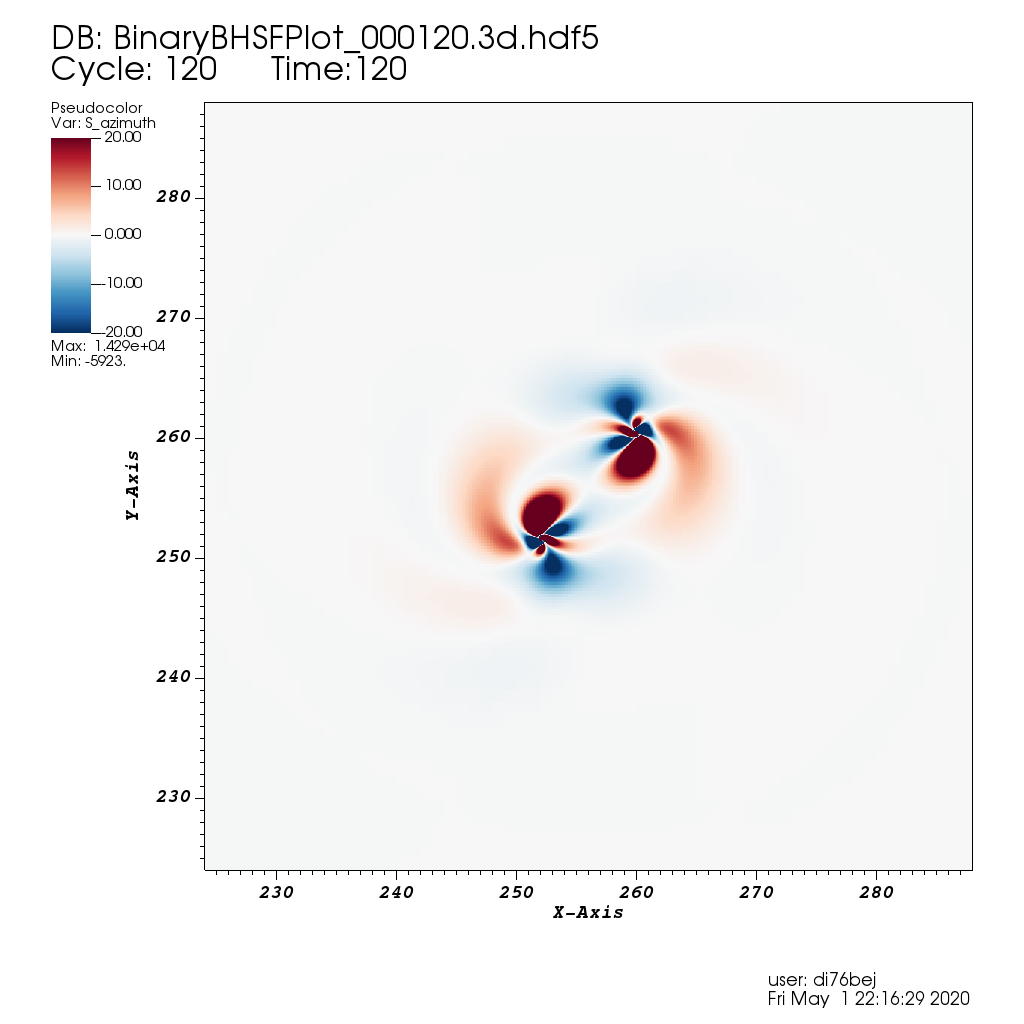 DB: BinaryBHSFPlot_000120.3d.hdf5
Cycle: 120 Time:120
Pseudocolor
Var: S_azimuth
20.00
10.00
0.000
-10.00
-20.00
Max: 1.429e+04
Min: -5923.
280
270
260
250
240
230
Y-Axis
230 240 250 260 270 280
X-Axis
user: di76bej
Fri May 1 22:16:29 2020